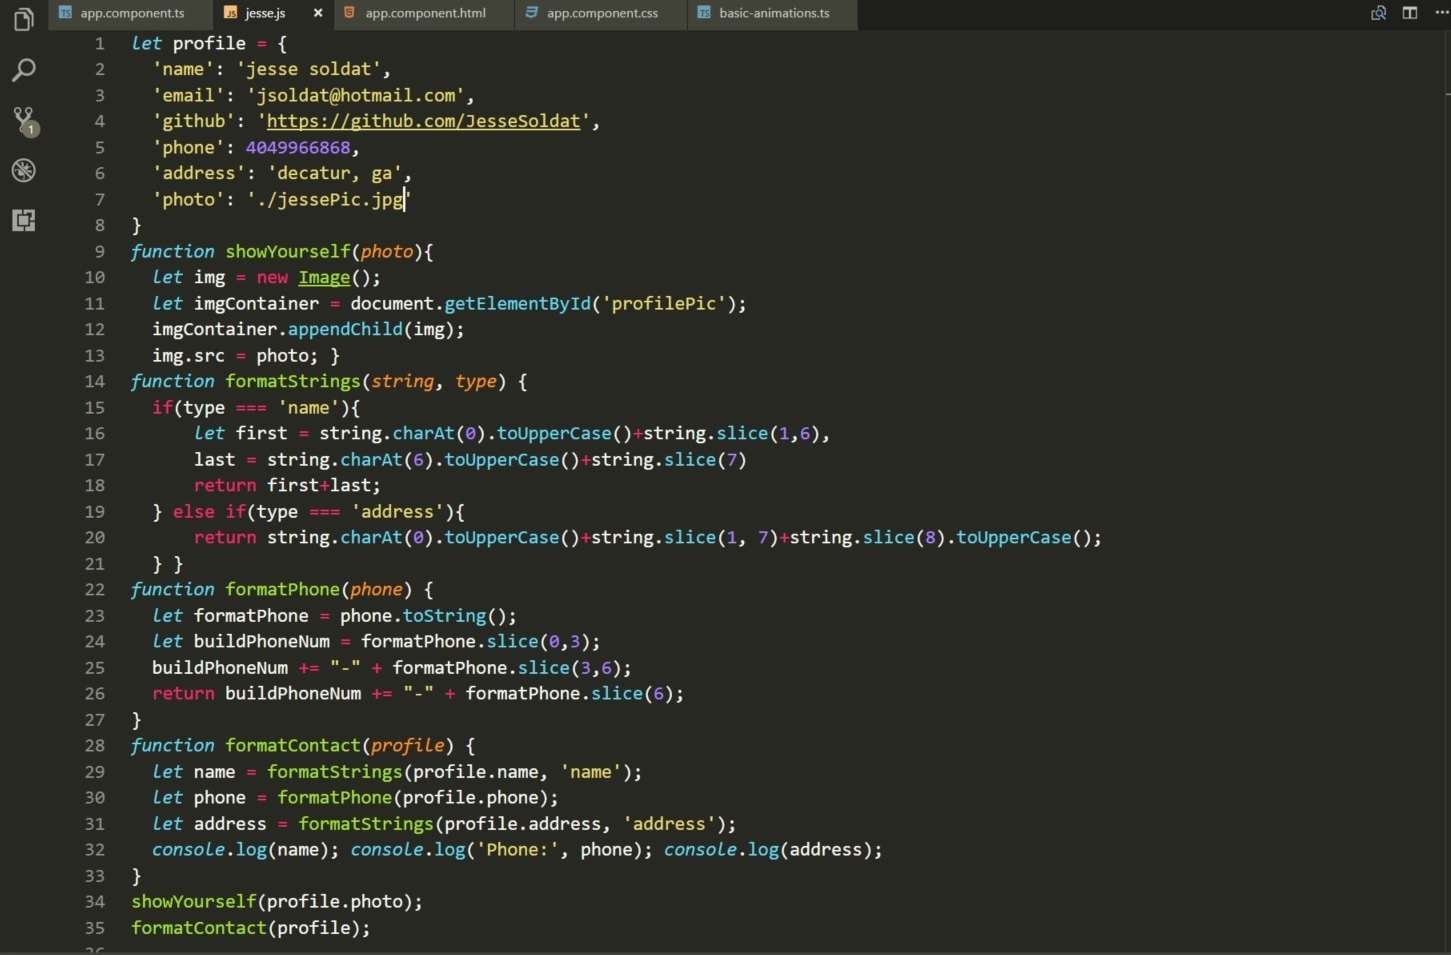 TS app.component.ts JS jesse.js × app.component.html app.component.css TS basic-animations.ts
1
1 let profile = {
2 'name': 'jesse soldat',
3 'email': 'jsoldat@hotmail.com',
4 'github': 'https://github.com/JesseSoldat',
5 'phone': 4049966868,
6 'address': 'decatur, ga',
7 'photo': './jessePic.jpg'
8 }
9 function showYourself(photo){
10 let img = new Image();
11 let imgContainer = document.getElementById('profilePic');
12 imgContainer.appendChild(img);
13 img.src = photo; }
14 function formatStrings(string, type) {
15 if(type === 'name'){
16 let first = string.charAt(0).toUpperCase()+string.slice(1,6),
17 last = string.charAt(6).toUpperCase()+string.slice(7)
18 return first+last;
19 } else if(type === 'address'){
20 return string.charAt(0).toUpperCase()+string.slice(1, 7)+string.slice(8).toUpperCase();
21 } }
22 function formatPhone(phone) {
23 let formatPhone = phone.toString();
24 let buildPhoneNum = formatPhone.slice(0,3);
25 buildPhoneNum += "-" + formatPhone.slice(3,6);
26 return buildPhoneNum += "-" + formatPhone.slice(6);
27 }
28 function formatContact(profile) {
29 let name = formatStrings(profile.name, 'name');
30 let phone = formatPhone(profile.phone);
31 let address = formatStrings(profile.address, 'address');
32 console.log(name); console.log('Phone:', phone); console.log(address);
33 }
34 showYourself(profile.photo);
35 formatContact(profile);